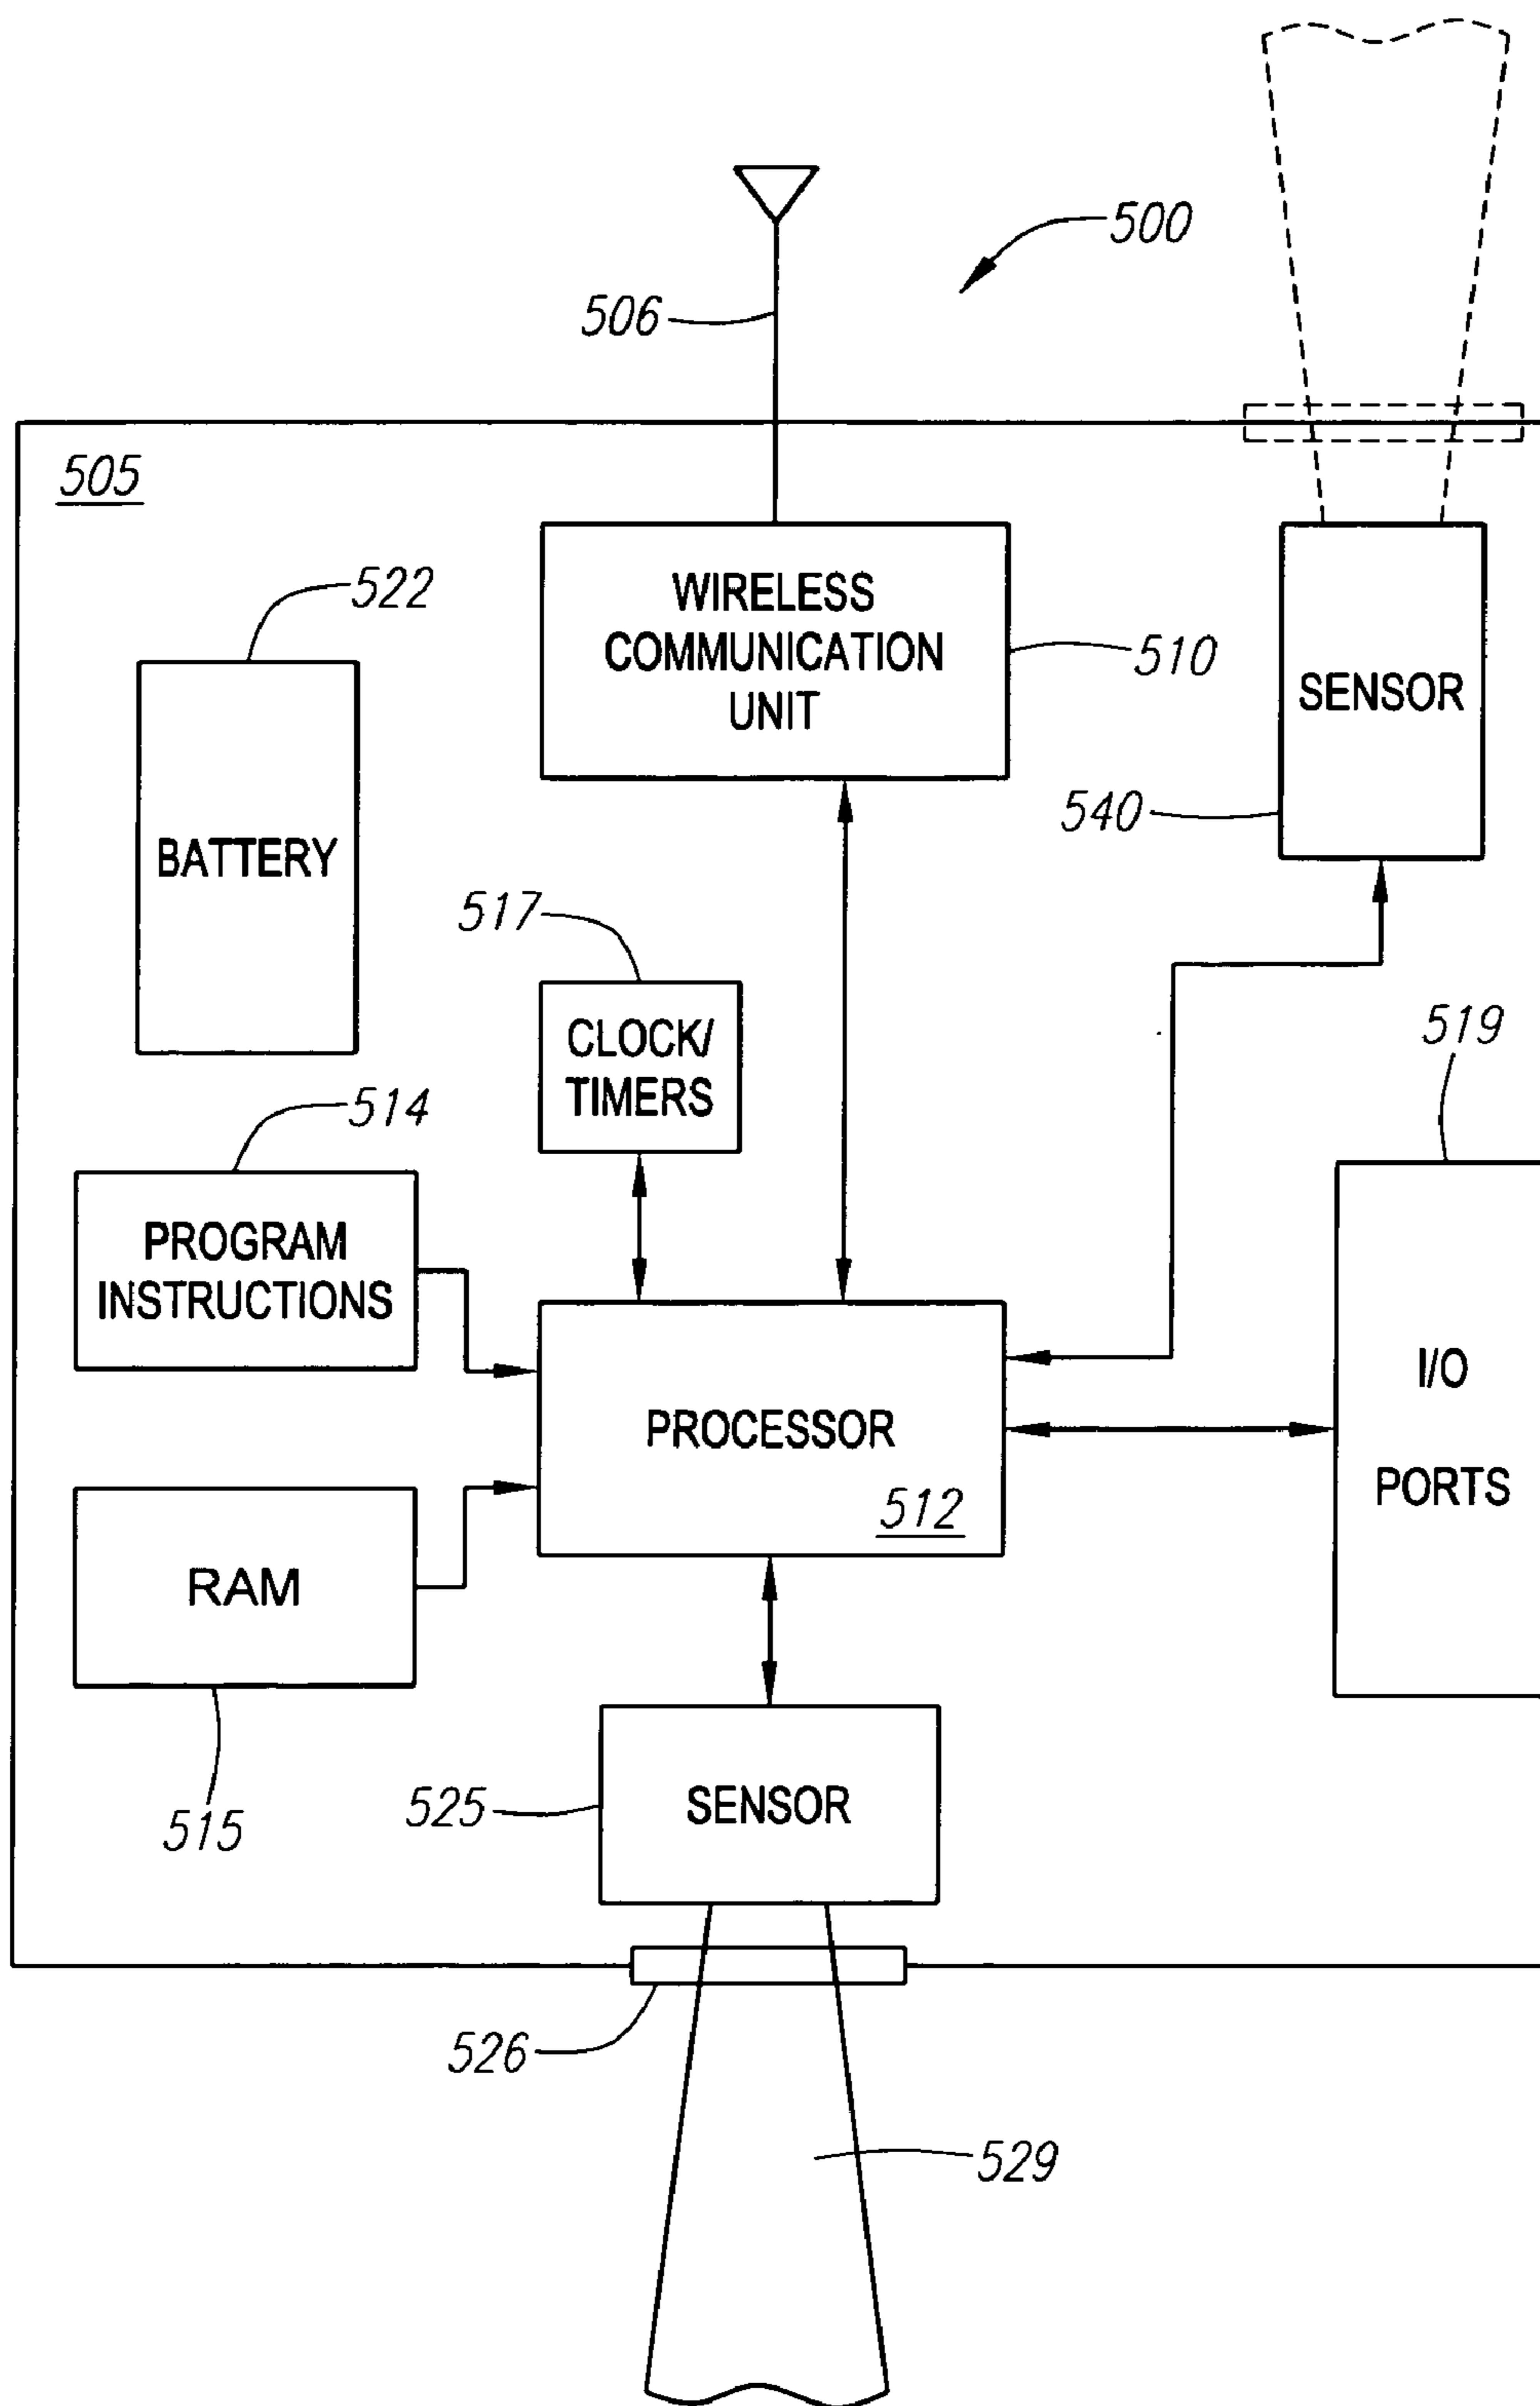 500
506
505
522
WIRELESS
COMMUNICATION
UNIT
510
SENSOR
540
BATTERY
517
CLOCK/
TIMERS
519
514
PROGRAM
INSTRUCTIONS
I/O
PORTS
PROCESSOR
512
RAM
515
525
SENSOR
526
529